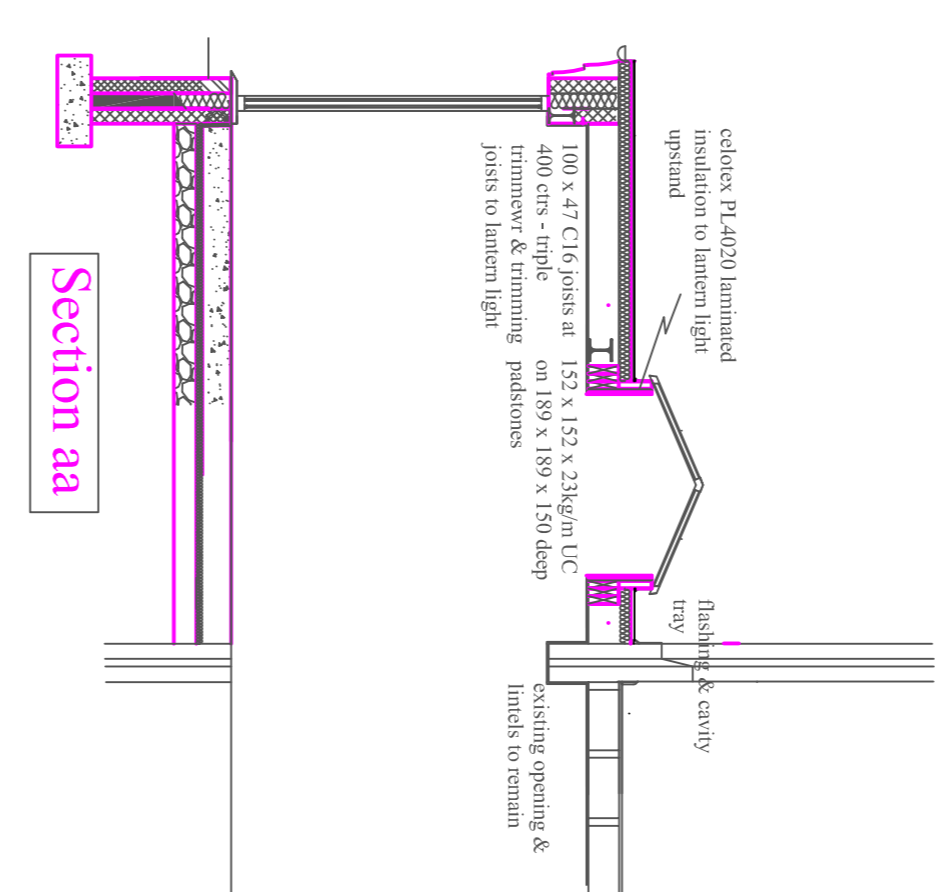 celotex PL4020 laminated
insulation to lantern light
upstand
flashing & cavity
tray
100 x 47 C16 joists at
400 ctrs - triple
trimmewr & trimming
joists to lantern light
152 x 152 x 23kg/m UC
on 189 x 189 x 150 deep
padstones
existing opening &
lintels to remain
Section aa